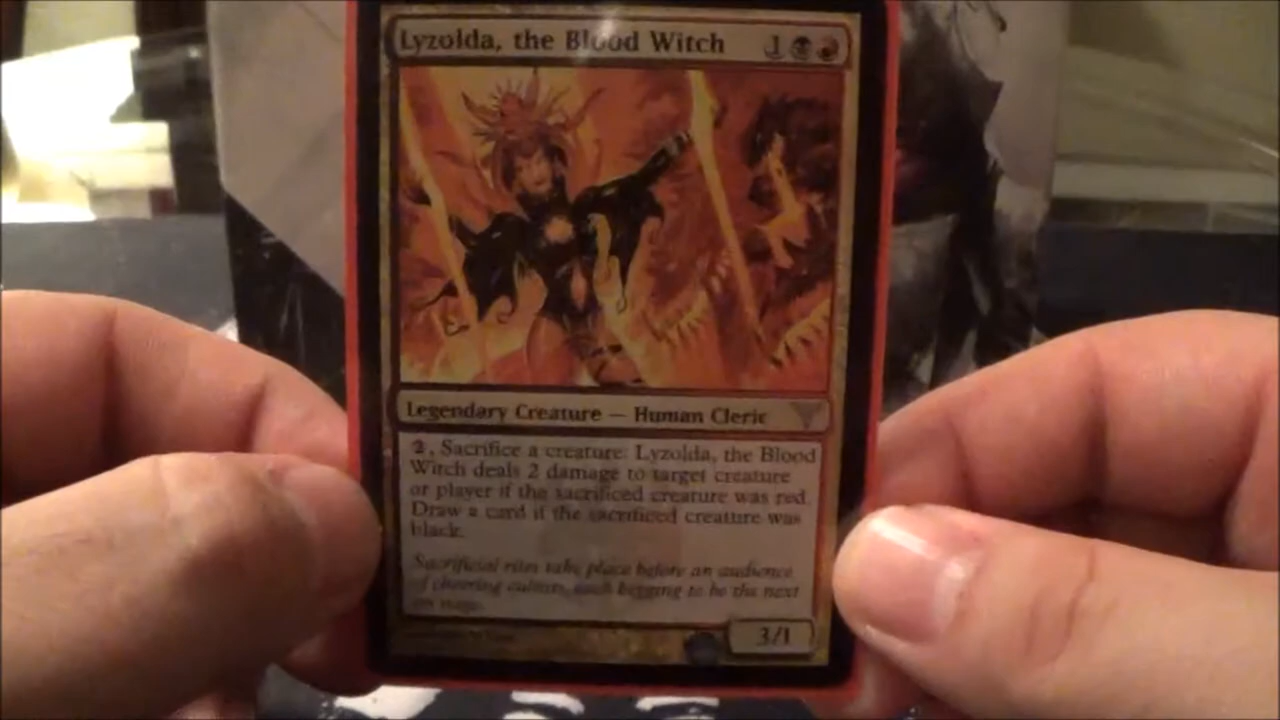 Lyzolda, the Blood Witch 1
Legendary Creature — Human Cleric
2, Sacrifice a creature: Lyzolda, the Blood
Witch deals 2 damage to target creature
or player if the sacrificed creature was red.
Draw a card if the sacrificed creature was
black.
Sacrificial rites take place before an audience
of cheering cultists, each begging to be the next
on stage.
3/1